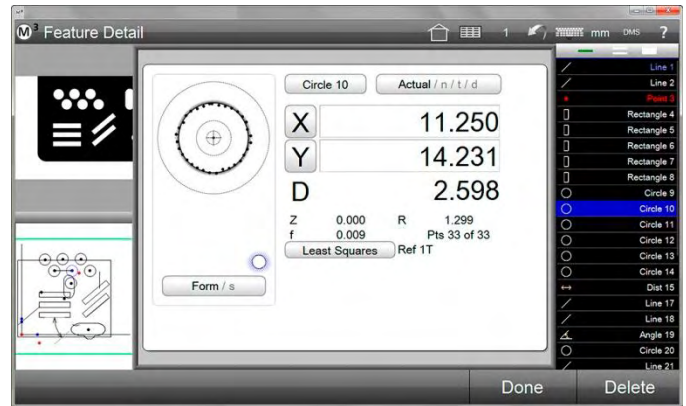 M³ Feature Detail
1
mm
DMS
?
Circle 10
Actual / n / t / d
X 11.250
Y 14.231
D 2.598
Z 0.000 R 1.299
f 0.009 Pts 33 of 33
Least Squares Ref 1T
Form / s
Line 1
Line 2
Point 3
Rectangle 4
Rectangle 5
Rectangle 6
Rectangle 7
Rectangle 8
Circle 9
Circle 10
Circle 11
Circle 12
Circle 13
Circle 14
Dist 15
Line 17
Line 18
Angle 19
Circle 20
Line 21
Done
Delete